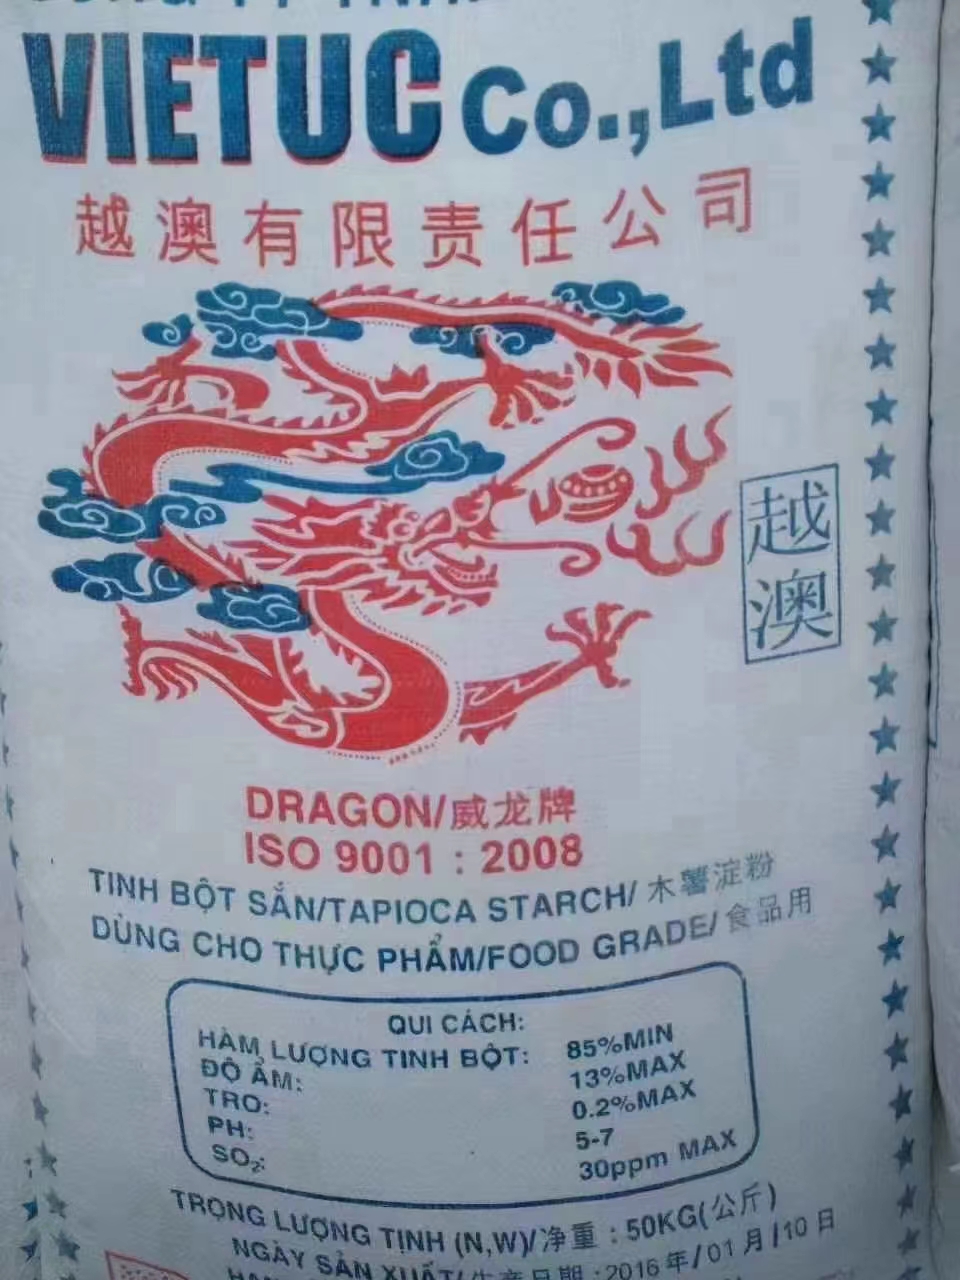 VIETUC Co.,Ltd
越澳有限责任公司
越澳
DRAGON/威龙牌
ISO 9001 : 2008
TINH BỘT SẮN/TAPIOCA STARCH/木薯淀粉
DÙNG CHO THỰC PHẨM/FOOD GRADE/食品用
QUI CÁCH:
HÀM LƯỢNG TINH BỘT: 85%MIN
ĐỘ ẨM: 13%MAX
TRO: 0.2%MAX
PH: 5-7
SO₂: 30ppm MAX
TRỌNG LƯỢNG TỊNH (N,W)/净重 : 50KG(公斤)
NGÀY SẢN XUẤT/生产日期 :2016年/01月/10日